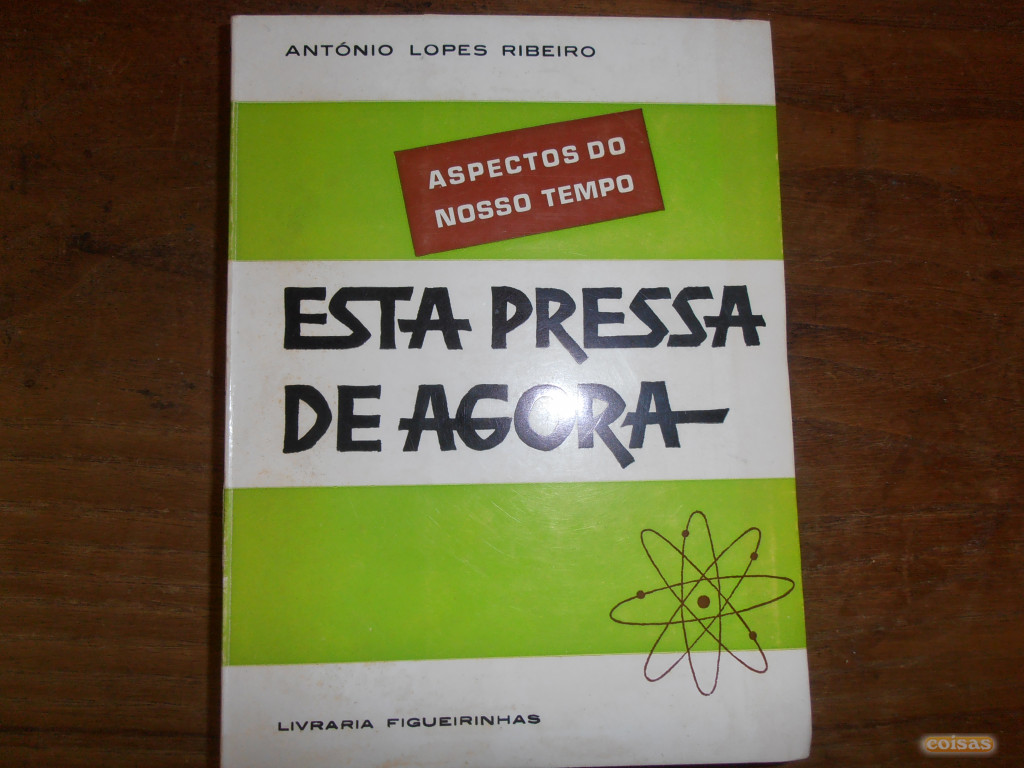 ANTÓNIO LOPES RIBEIRO
ASPECTOS DO
NOSSO TEMPO
ESTA PRESSA
DE AGORA
LIVRARIA FIGUEIRINHAS
coisas